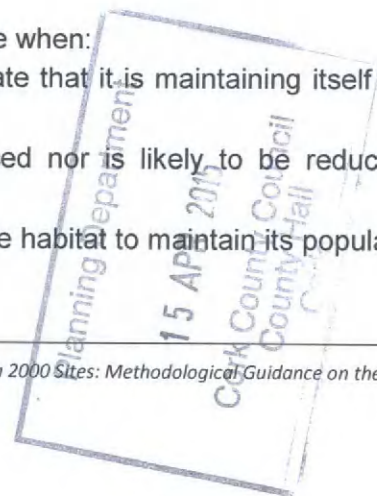 e when:
ate that it is maintaining itself
sed nor is likely to be reduc
e habitat to maintain its popula
2000 Sites: Methodological Guidance on the
Planning Department
15 APR 2015
Cork County Council
County Hall